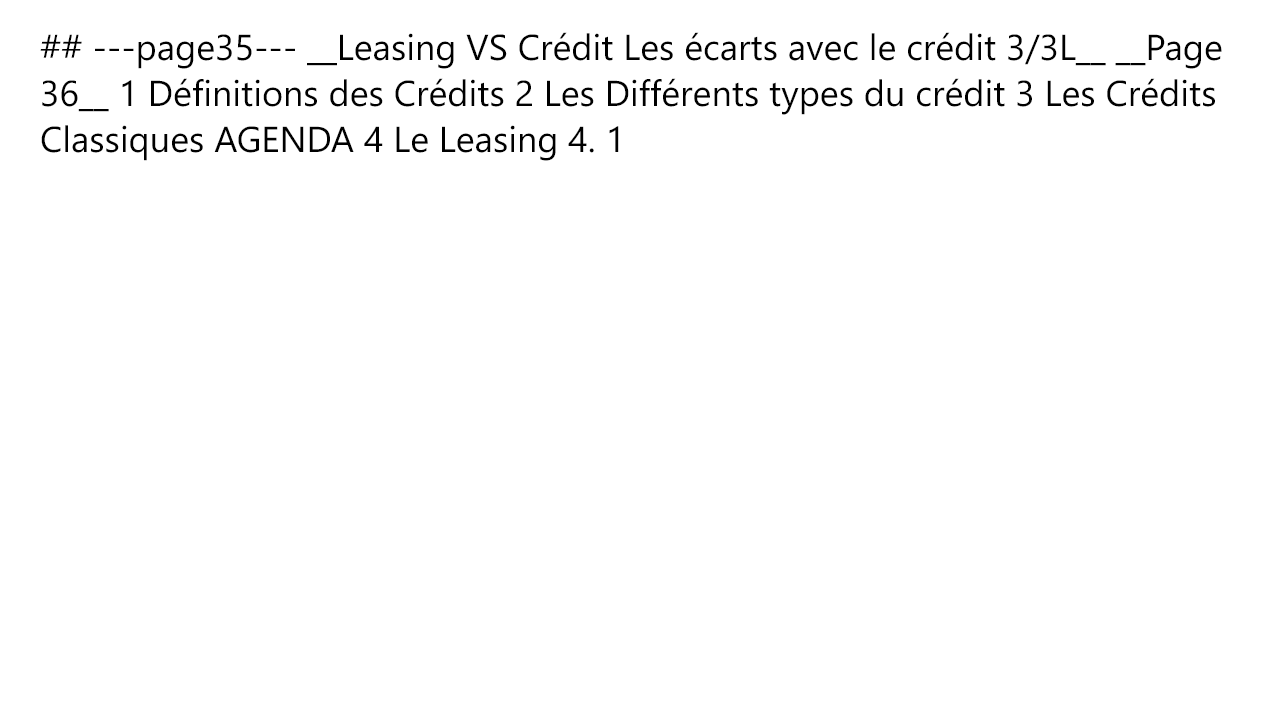 ## ---page35--- __Leasing VS Crédit Les écarts avec le crédit 3/3L__ __Page
36__ 1 Définitions des Crédits 2 Les Différents types du crédit 3 Les Crédits
Classiques AGENDA 4 Le Leasing 4. 1